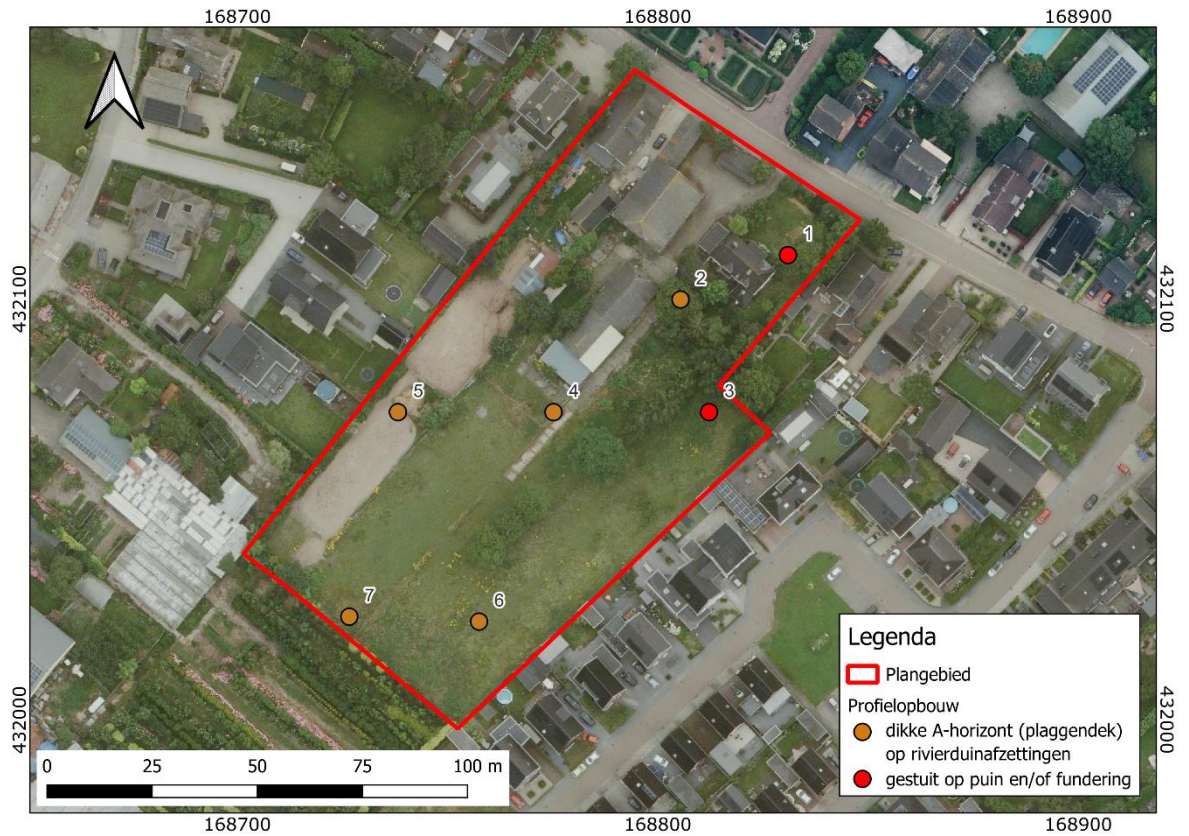 168700
168800
168900
432100
432100
1
2
3
4
5
6
7
432000
432000
Legenda
Plangebied
Profielopbouw
dikke A-horizont (plaggendek)
op rivierduinafzettingen
gestuit op puin en/of fundering
0 25 50 75 100 m
168700
168800
168900